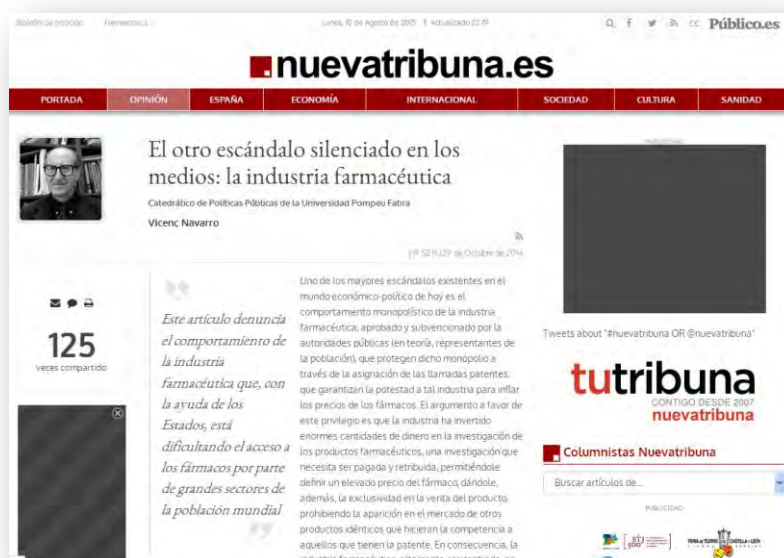 Boletín de noticias
Hemeroteca
Lunes, 10 de Agosto de 2015
Actualizado 22:19
Público.es
nuevatribuna.es
PORTADA
OPINIÓN
ESPAÑA
ECONOMÍA
INTERNACIONAL
SOCIEDAD
CULTURA
SANIDAD
El otro escándalo silenciado en los
medios: la industria farmacéutica
Catedrático de Políticas Públicas de la Universidad Pompeu Fabra
Vicenç Navarro
29 de Octubre de 2014
125
veces compartido
Este artículo denuncia
el comportamiento de
la industria
farmacéutica que, con
la ayuda de los
Estados, está
dificultando el acceso a
los fármacos por parte
de grandes sectores de
la población mundial
Uno de los mayores escándalos existentes en el
mundo económico-político de hoy es el
comportamiento monopolístico de la industria
farmacéutica, aprobado y subvencionado por la
autoridades públicas (en teoría, representantes de
la población), que protegen dicho monopolio a
través de la asignación de las llamadas patentes,
que garantizan la potestad a tal industria para inflar
los precios de los fármacos. El argumento a favor de
este privilegio es que la industria ha invertido
enormes cantidades de dinero en la investigación de
los productos farmacéuticos, una investigación que
necesita ser pagada y retribuida, permitiéndole
definir un elevado precio del fármaco, dándole,
además, la exclusividad en la venta del producto,
prohibiendo la aparición en el mercado de otros
productos idénticos que hicieran la competencia a
aquellos que tienen la patente. En consecuencia, la
Tweets about "#nuevatribuna OR @nuevatribuna"
tutribuna
CONTIGO DESDE 2007
nuevatribuna
Columnistas Nuevatribuna
Buscar artículos de...
PUBLICIDAD